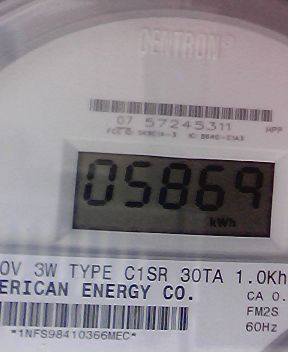 CENTRON®
07 57245311
HPP
05869
kWh
0V 3W TYPE C1SR 30TA 1.0Kh
ERICAN ENERGY CO.
CA 0.
FM2S
60Hz
*1NFS98410366MEC*